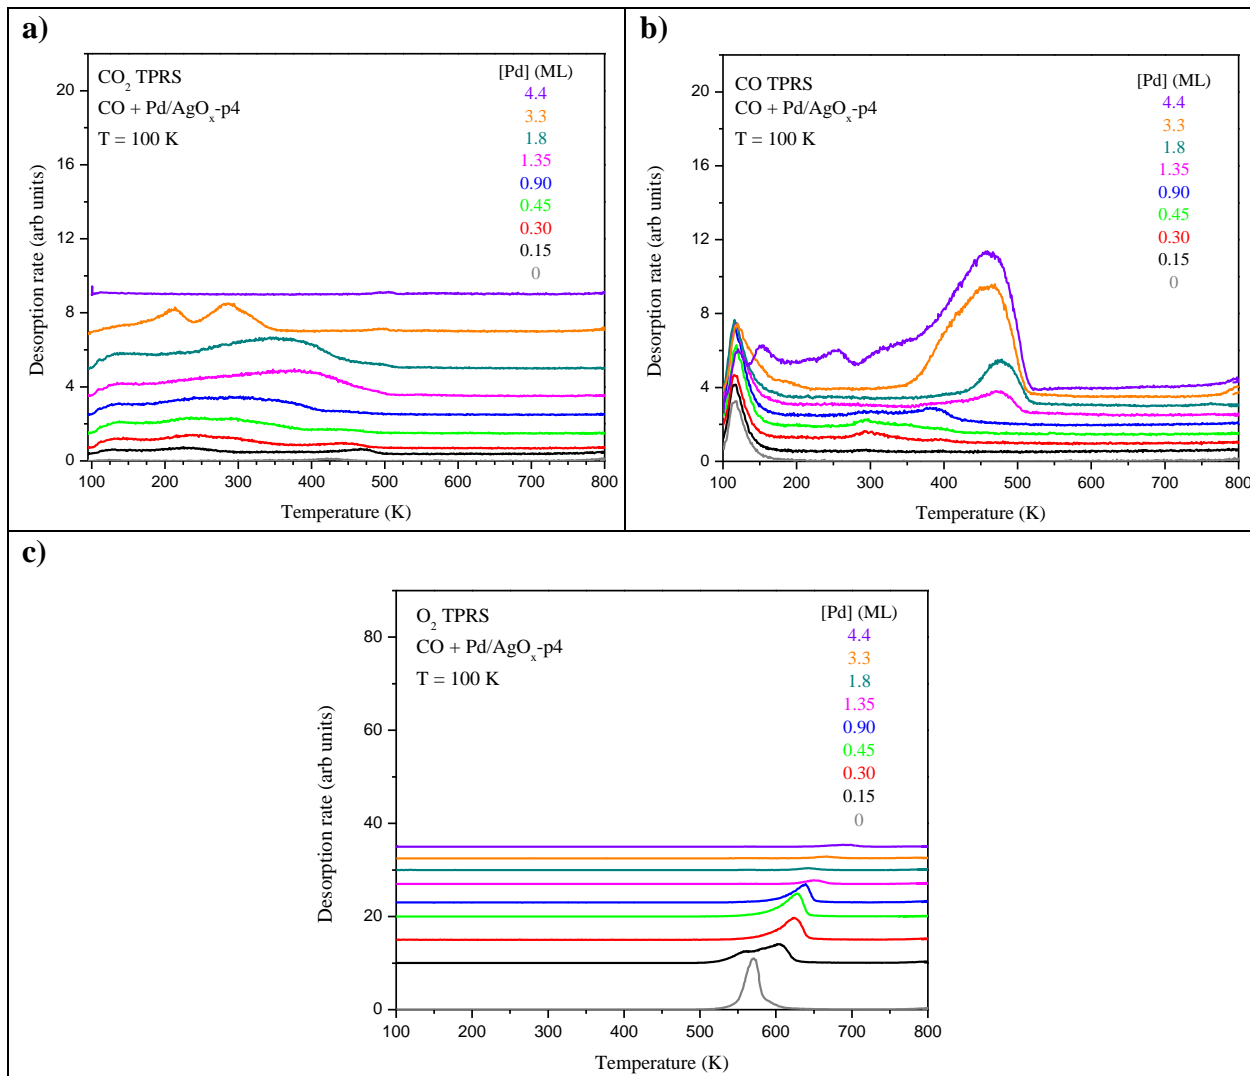 a)
CO2 TPRS
CO + Pd/AgOx-p4
T = 100 K
[Pd] (ML)
4.4
3.3
1.8
1.35
0.90
0.45
0.30
0.15
0
20
16
12
8
4
0
Desorption rate (arb units)
100 200 300 400 500 600 700 800
Temperature (K)
b)
CO TPRS
CO + Pd/AgOx-p4
T = 100 K
[Pd] (ML)
4.4
3.3
1.8
1.35
0.90
0.45
0.30
0.15
0
20
16
12
8
4
0
Desorption rate (arb units)
100 200 300 400 500 600 700 800
Temperature (K)
c)
O2 TPRS
CO + Pd/AgOx-p4
T = 100 K
[Pd] (ML)
4.4
3.3
1.8
1.35
0.90
0.45
0.30
0.15
0
80
60
40
20
0
Desorption rate (arb units)
100 200 300 400 500 600 700 800
Temperature (K)